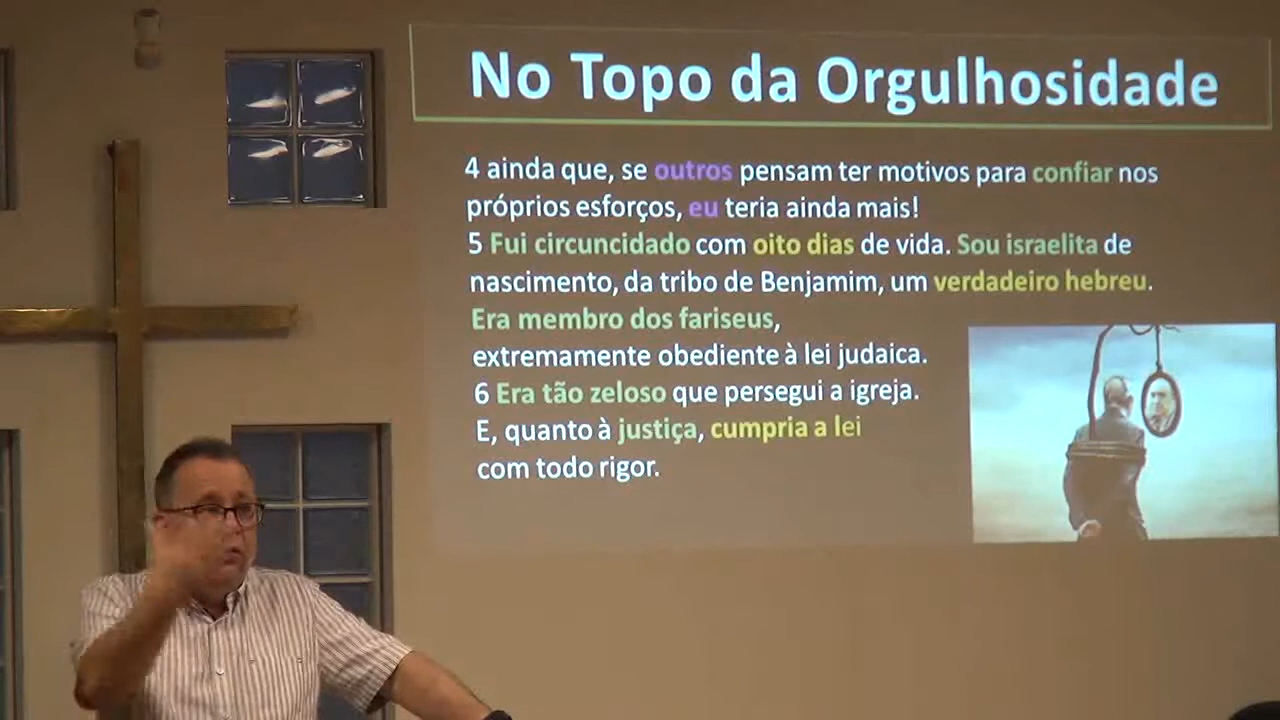 No Topo da Orgulhosidade
4 ainda que, se outros pensam ter motivos para confiar nos
próprios esforços, eu teria ainda mais!
5 Fui circuncidado com oito dias de vida. Sou israelita de
nascimento, da tribo de Benjamim, um verdadeiro hebreu.
Era membro dos fariseus,
extremamente obediente à lei judaica.
6 Era tão zeloso que persegui a igreja.
E, quanto à justiça, cumpria a lei
com todo rigor.